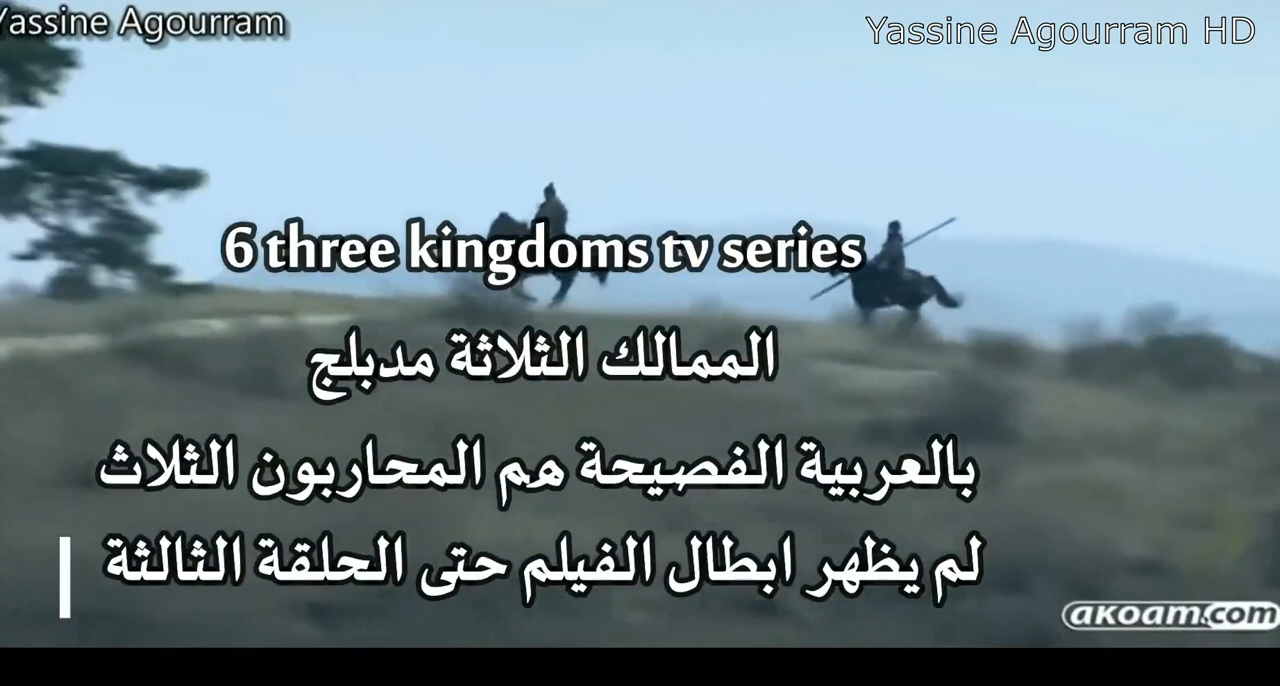 Yassine Agourram
Yassine Agourram HD
6 three kingdoms tv series
الممالك الثلاثة مدبلج
بالعربية الفصيحة هم المحاربون الثلاث
لم يظهر ابطال الفيلم حتى الحلقة الثالثة
akoam.com